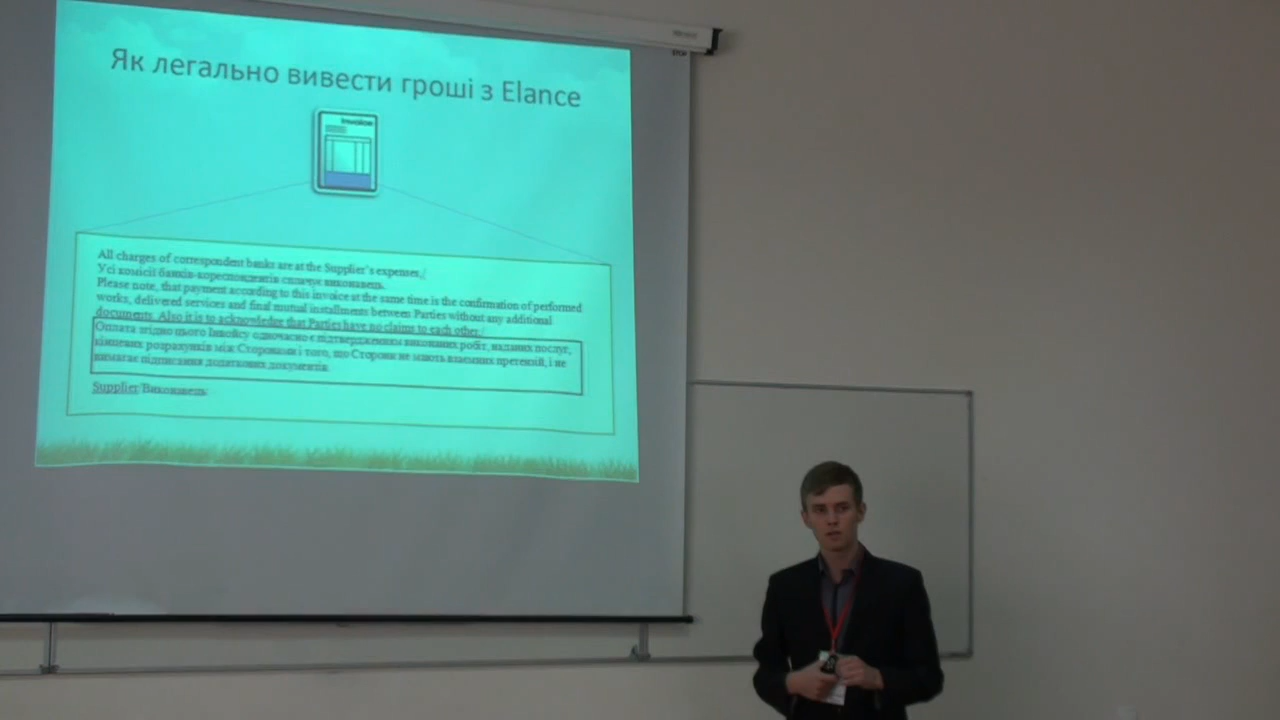 Як легально вивести гроші з Elance
Invoice
All charges of correspondent banks are at the Supplier's expenses./
Усі комісії банків-кореспондентів сплачує виконавець.
Please note, that payment according to this invoice at the same time is the confirmation of performed
works, delivered services and final mutual installments between Parties without any additional
documents. Also it is to acknowledge that Parties have no claims to each other. /
Оплата згідно цього Інвойсу одночасно є підтвердженням виконаних робіт, наданих послуг,
кінцевих розрахунків між Сторонами і того, що Сторони не мають взаємних претензій, і не
вимагає підписання додаткових документів.
Supplier/Виконавець: